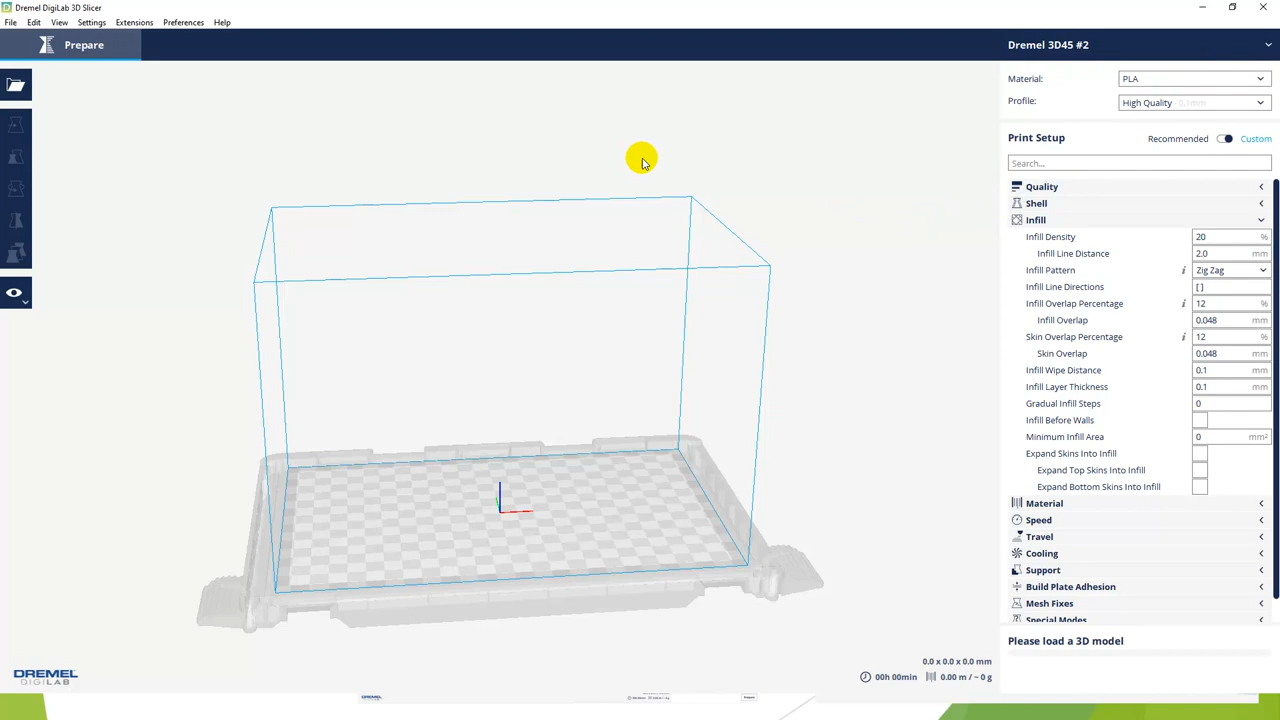 Dremel DigiLab 3D Slicer
File Edit View Settings Extensions Preferences Help
Prepare
Dremel 3D45 #2
Material: PLA
Profile: High Quality 0.1mm
Print Setup Recommended Custom
Search...
Quality
Shell
Infill
Infill Density 20 %
Infill Line Distance 2.0 mm
Infill Pattern i Zig Zag
Infill Line Directions [ ]
Infill Overlap Percentage i 12 %
Infill Overlap 0.048 mm
Skin Overlap Percentage i 12 %
Skin Overlap 0.048 mm
Infill Wipe Distance 0.1 mm
Infill Layer Thickness 0.1 mm
Gradual Infill Steps 0
Infill Before Walls
Minimum Infill Area 0 mm²
Expand Skins Into Infill
Expand Top Skins Into Infill
Expand Bottom Skins Into Infill
Material
Speed
Travel
Cooling
Support
Build Plate Adhesion
Mesh Fixes
Special Modes
Please load a 3D model
0.0 x 0.0 x 0.0 mm
00h 00min 0.00 m / ~ 0 g
DREMEL
DIGILAB
DREMEL
Prepare